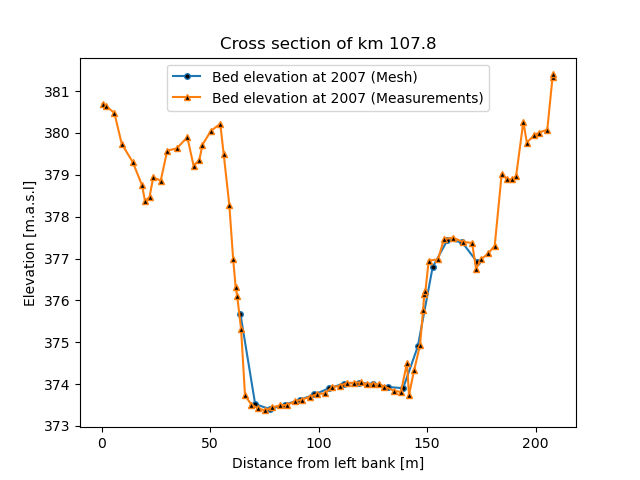 Cross section of km 107.8
Bed elevation at 2007 (Mesh)
Bed elevation at 2007 (Measurements)
Elevation [m.a.s.l]
381
380
379
378
377
376
375
374
373
0 50 100 150 200
Distance from left bank [m]